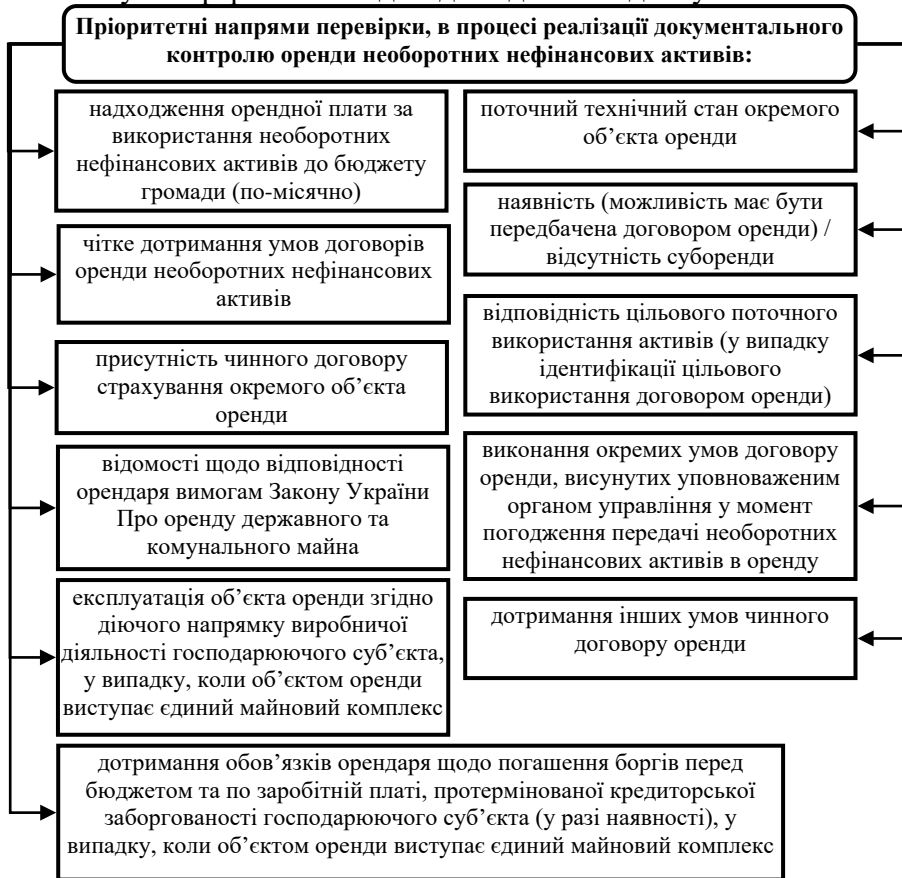 Пріоритетні напрями перевірки, в процесі реалізації документального
контролю оренди необоротних нефінансових активів:
надходження орендної плати за
використання необоротних
нефінансових активів до бюджету
громади (по-місячно)
чітке дотримання умов договорів
оренди необоротних нефінансових
активів
присутність чинного договору
страхування окремого об’єкта
оренди
відомості щодо відповідності
орендаря вимогам Закону України
Про оренду державного та
комунального майна
експлуатація об’єкта оренди згідно
діючого напрямку виробничої
діяльності господарюючого суб’єкта,
у випадку, коли об’єктом оренди
виступає єдиний майновий комплекс
поточний технічний стан окремого
об’єкта оренди
наявність (можливість має бути
передбачена договором оренди) /
відсутність суборенди
відповідність цільового поточного
використання активів (у випадку
ідентифікації цільового
використання договором оренди)
виконання окремих умов договору
оренди, висунутих уповноваженим
органом управління у момент
погодження передачі необоротних
нефінансових активів в оренду
дотримання інших умов чинного
договору оренди
дотримання обов’язків орендаря щодо погашення боргів перед
бюджетом та по заробітній платі, протермінованої кредиторської
заборгованості господарюючого суб’єкта (у разі наявності), у
випадку, коли об’єктом оренди виступає єдиний майновий комплекс